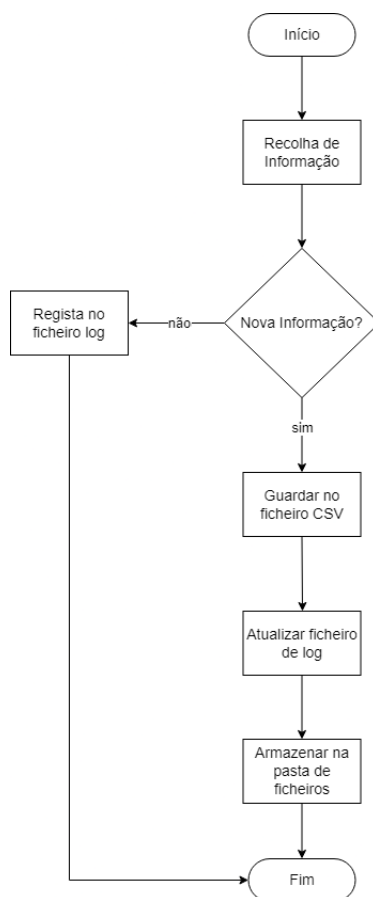 Início
Recolha de
Informação
Nova Informação?
não
Regista no
ficheiro log
sim
Guardar no
ficheiro CSV
Atualizar ficheiro
de log
Armazenar na
pasta de
ficheiros
Fim